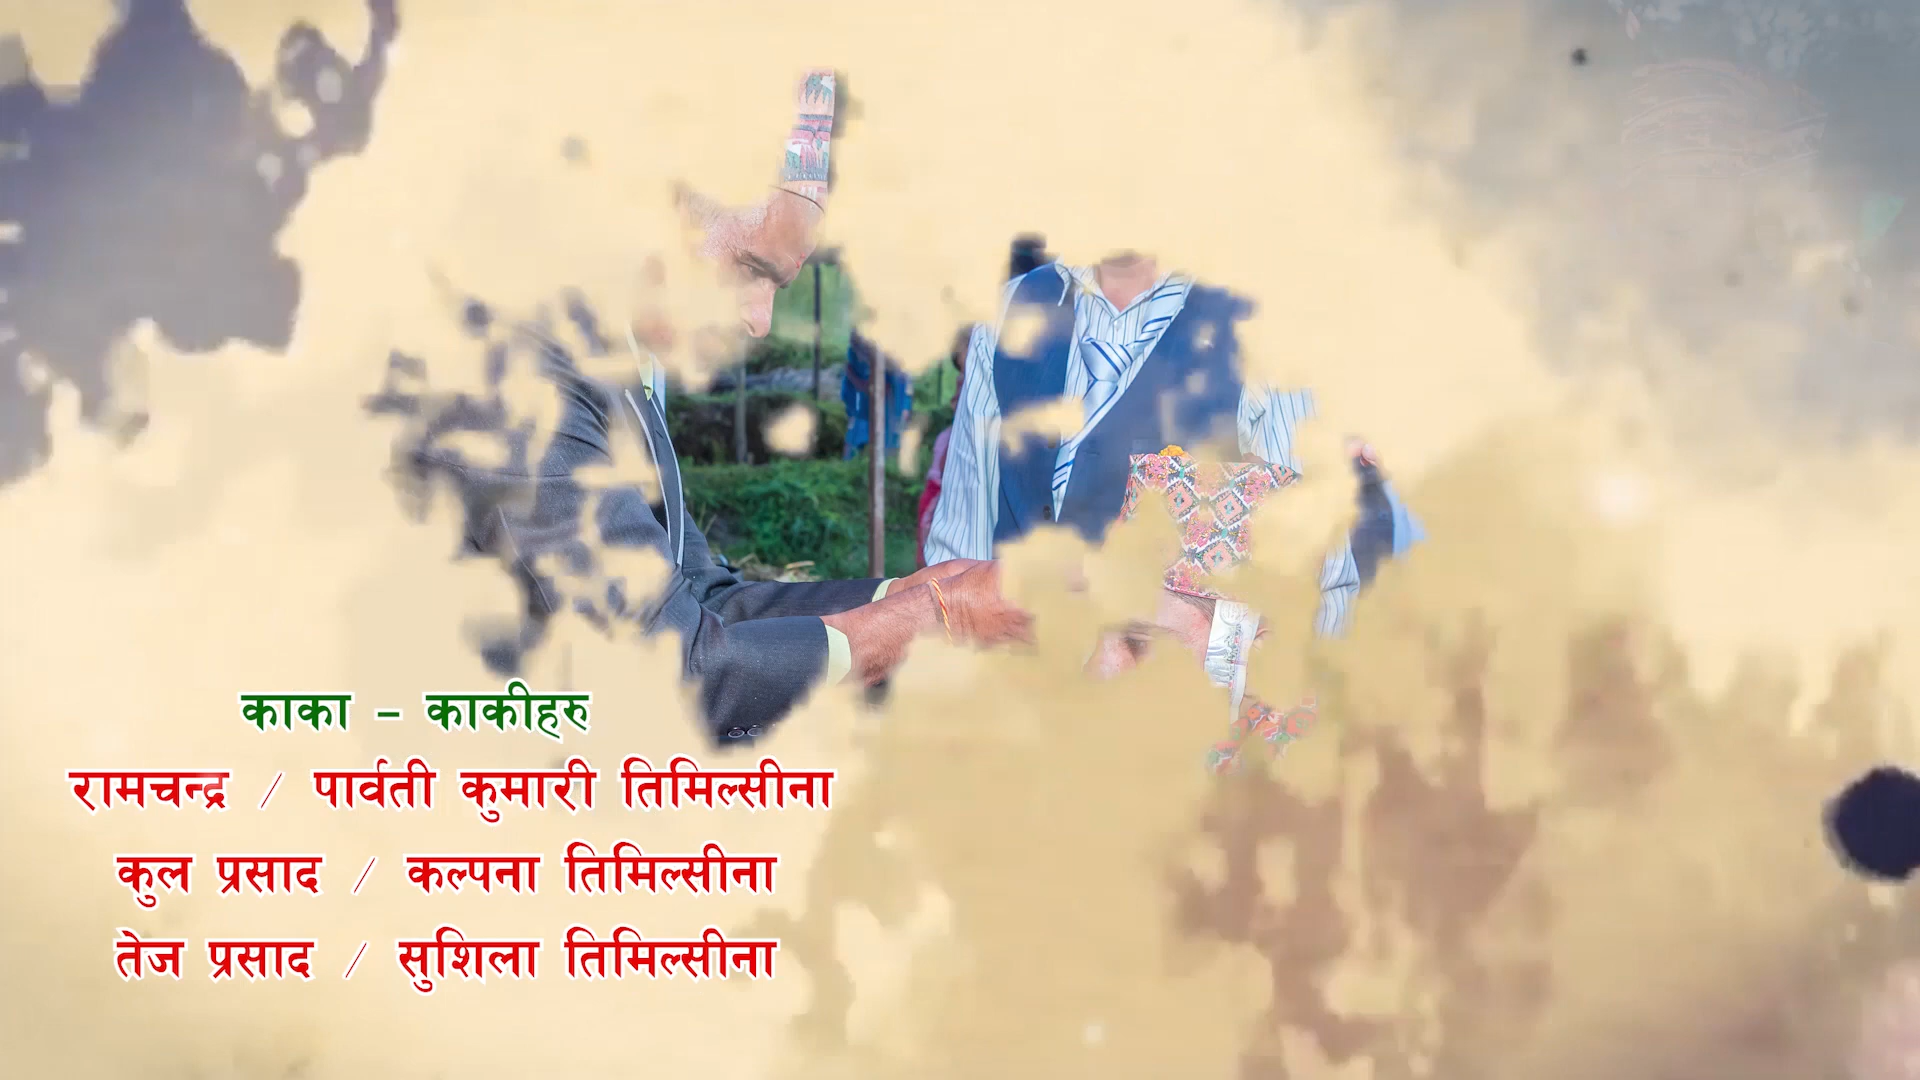 काका - काकीहरु
रामचन्द्र / पार्वती कुमारी तिमिल्सीना
कुल प्रसाद / कल्पना तिमिल्सीना
तेज प्रसाद / सुशिला तिमिल्सीना